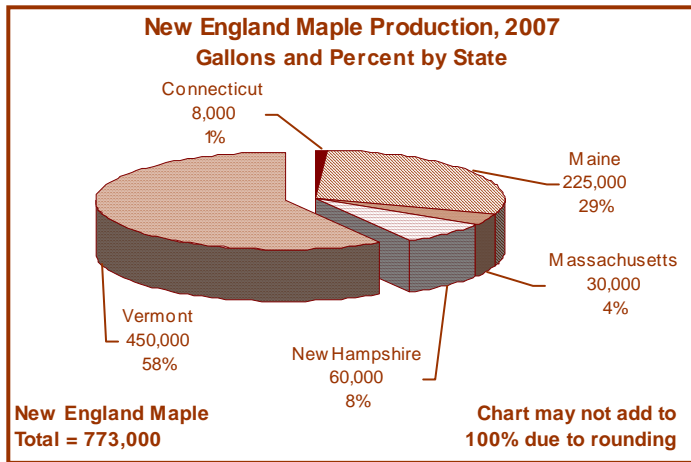 New England Maple Production, 2007
Gallons and Percent by State
Connecticut
8,000
1%
Maine
225,000
29%
Massachusetts
30,000
4%
New Hampshire
60,000
8%
Vermont
450,000
58%
New England Maple
Total = 773,000
Chart may not add to
100% due to rounding